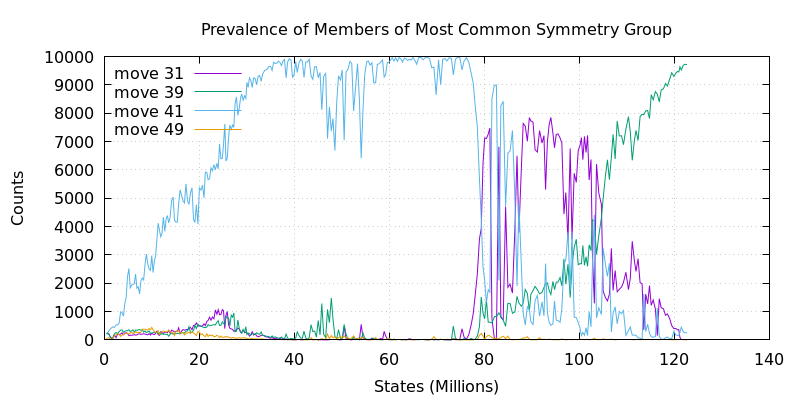 Prevalence of Members of Most Common Symmetry Group
10000
9000
8000
7000
6000
5000
4000
3000
2000
1000
0
move 31
move 39
move 41
move 49
Counts
0 20 40 60 80 100 120 140
States (Millions)